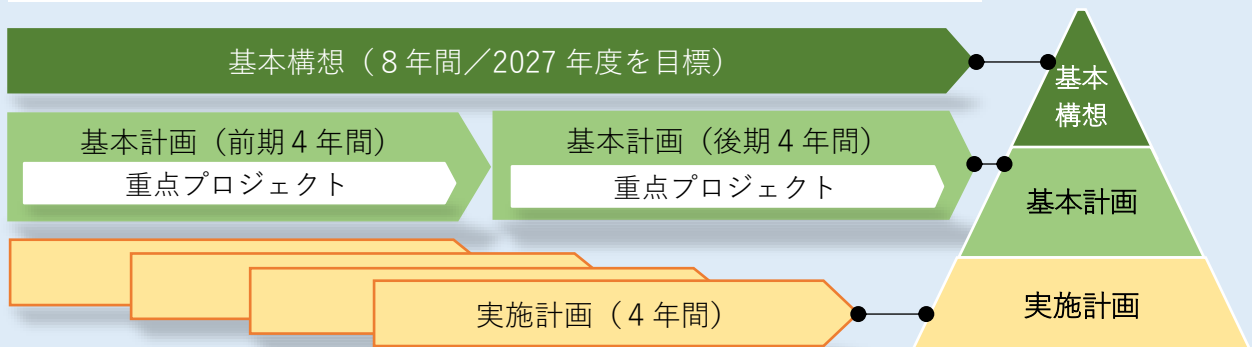 基本構想（８年間／2027 年度を目標）
基本計画（前期４年間）
重点プロジェクト
基本計画（後期４年間）
重点プロジェクト
実施計画（４年間）
基本
構想
基本計画
実施計画